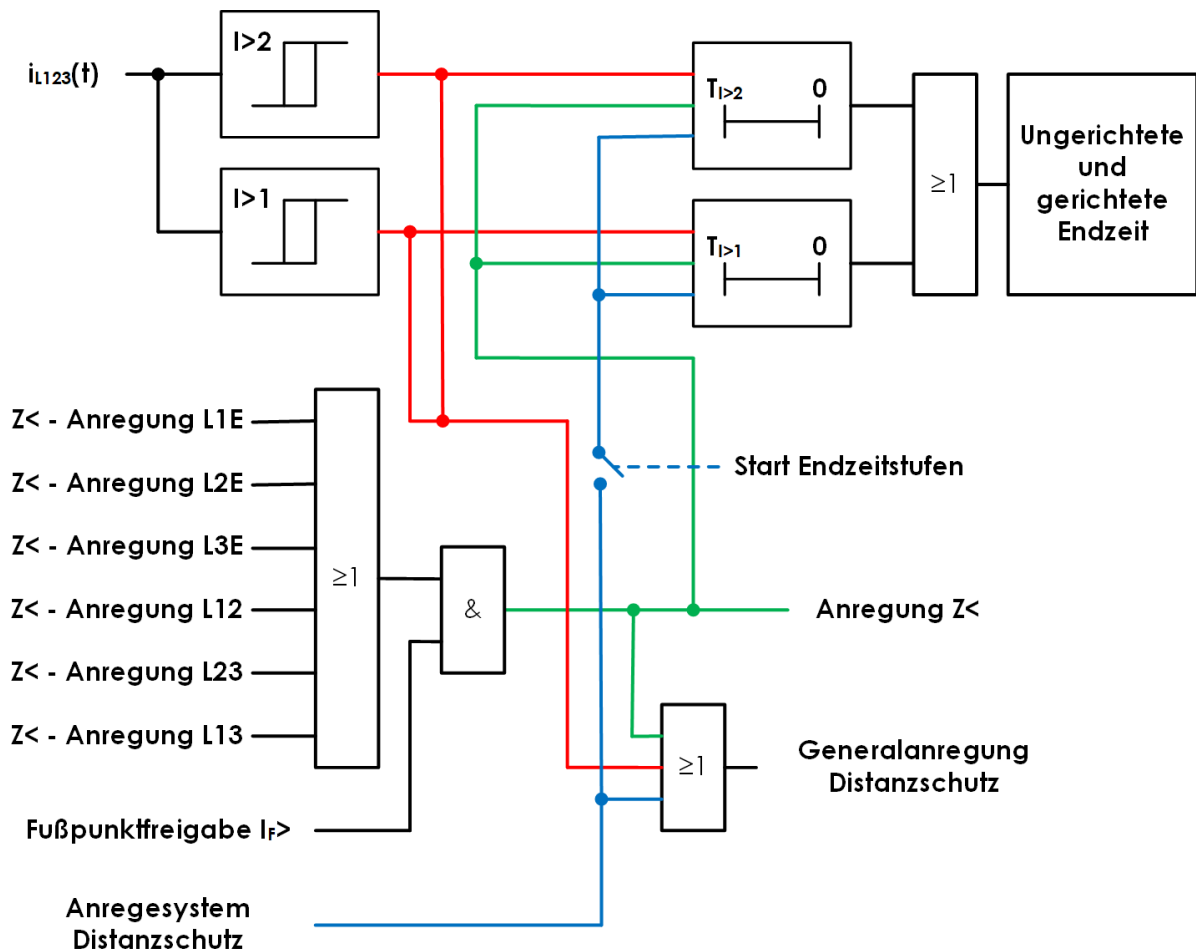 I>2
iL123(t)
TI>2 0
Ungerichtete
und
gerichtete
Endzeit
≥1
I>1
TI>1 0
Z< - Anregung L1E
Start Endzeitstufen
Z< - Anregung L2E
Z< - Anregung L3E
≥1
&
Z< - Anregung L12
Anregung Z<
Z< - Anregung L23
Z< - Anregung L13
≥1
Generalanregung
Distanzschutz
Fußpunktfreigabe IF>
Anregesystem
Distanzschutz